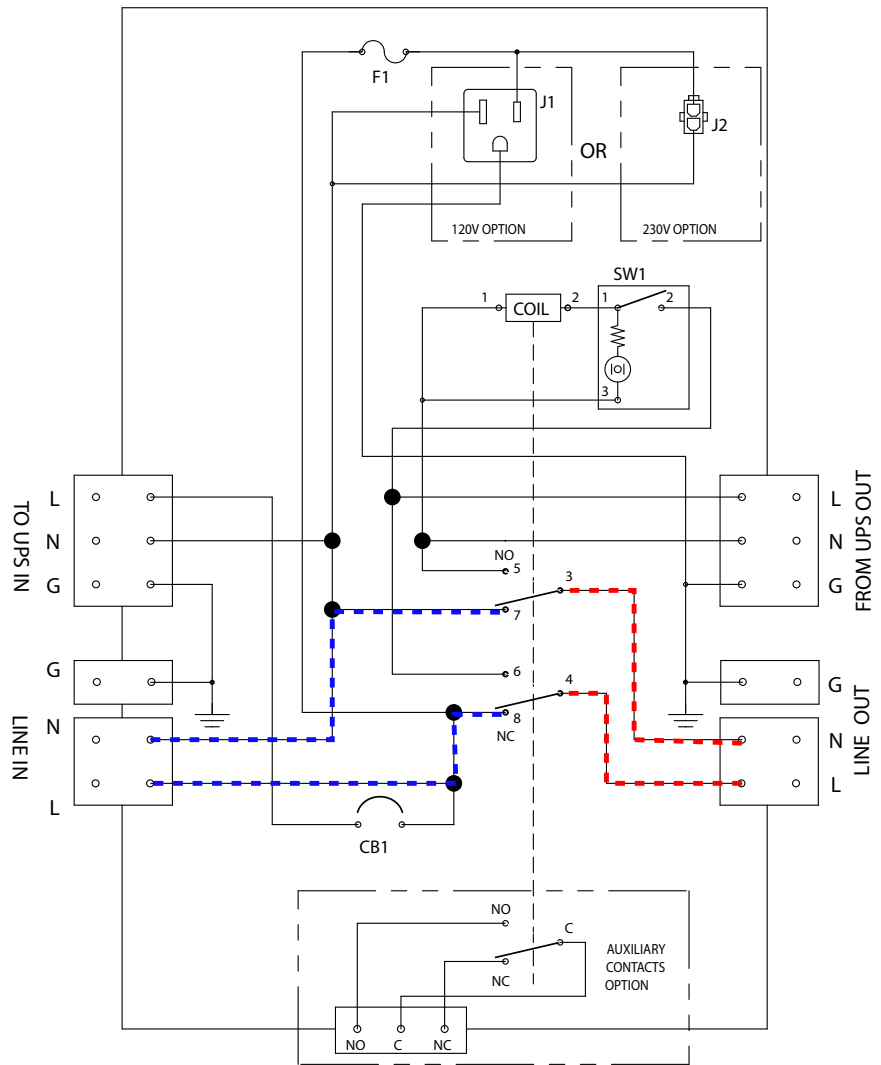 F1
J1
J2
OR
120V OPTION
230V OPTION
SW1
1
COIL
2
1
2
3
TO UPS IN
L
N
G
G
LINE IN
N
L
FROM UPS OUT
L
N
G
G
LINE OUT
N
L
NO
5
3
7
6
4
8
NC
CB1
NO
C
NC
AUXILIARY
CONTACTS
OPTION
NO
C
NC